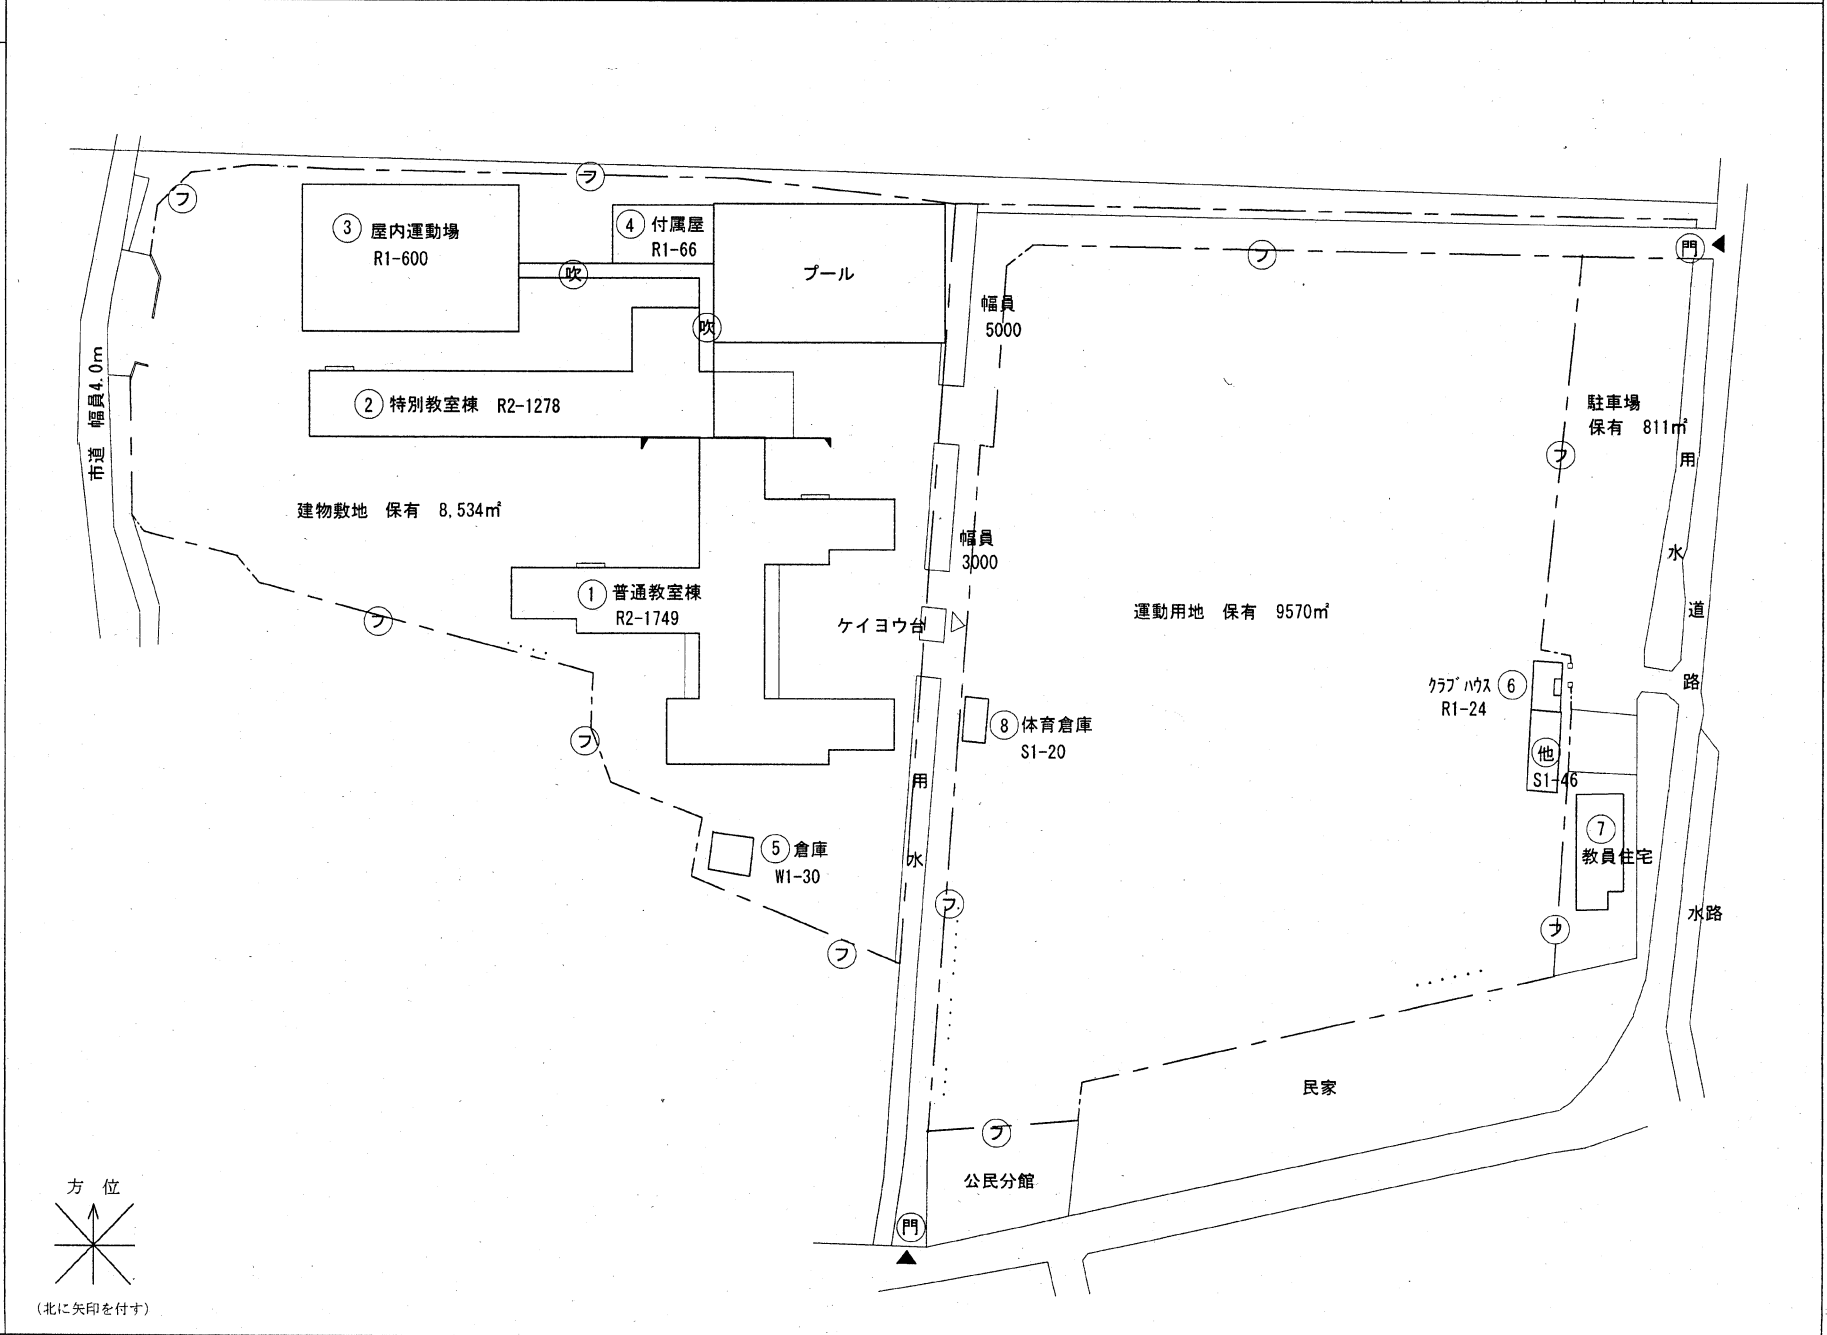 フ
フ
③ 屋内運動場
R1-600
④ 付属屋
R1-66
プール
吹
吹
フ
門
幅員
5000
市道 幅員4.0m
② 特別教室棟 R2-1278
駐車場
保有 811㎡
フ
用
水
道
路
建物敷地 保有 8,534㎡
幅員
3000
① 普通教室棟
R2-1749
フ
ケイヨウ台
運動用地 保有 9570㎡
クラブハウス ⑥
R1-24
⑧ 体育倉庫
S1-20
フ
用
水
他
S1-46
⑦
教員住宅
⑤ 倉庫
W1-30
フ
フ
フ
水路
フ
民家
フ
公民分館
門
方 位
(北に矢印を付す)